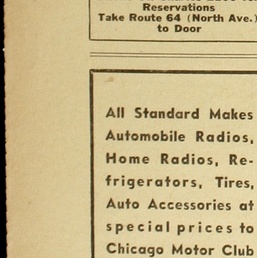 Reservations
Take Route 64 (North Ave.)
to Door
All Standard Makes
Automobile Radios,
Home Radios, Re-
frigerators, Tires,
Auto Accessories at
special prices to
Chicago Motor Club